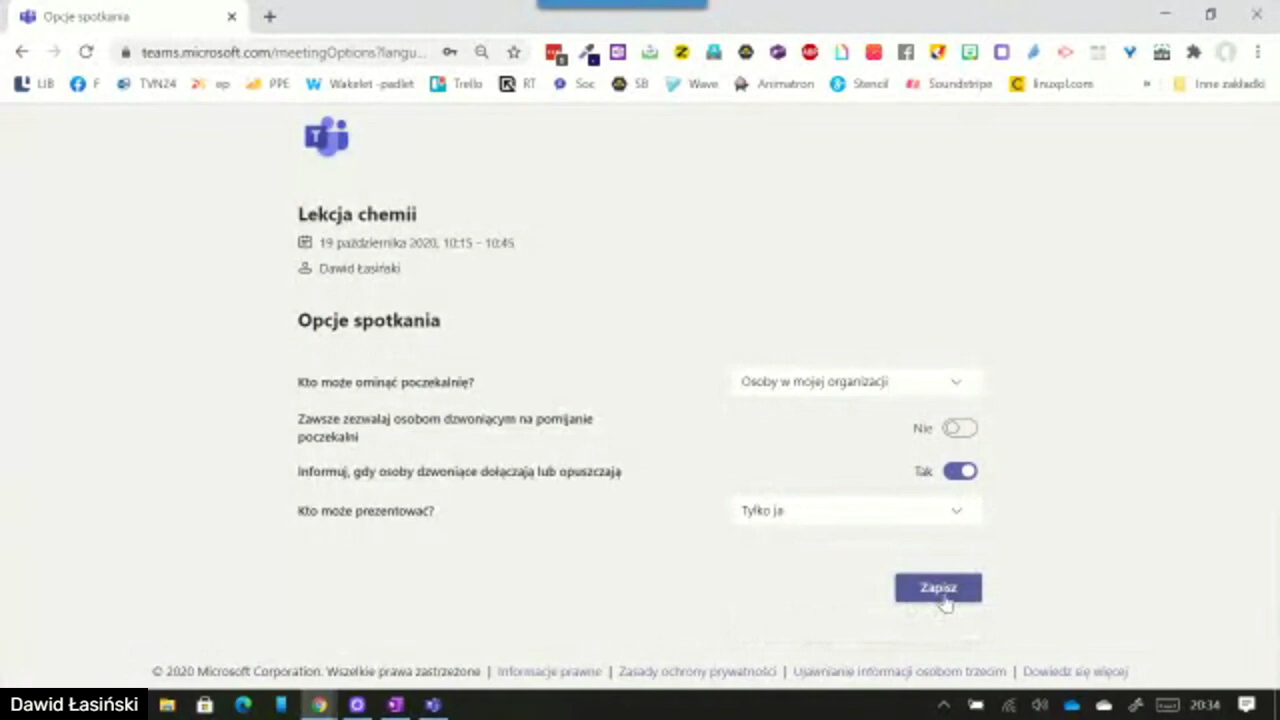 Opcje spotkania
teams.microsoft.com/meetingOptions?langu...
LIB
F
TVN24
ep
PPE
Wakelet -padlet
Trello
RT
Soc
SB
Wave
Animatron
Stencil
Soundstripe
linuxpl.com
»
Inne zakładki
T
Lekcja chemii
19 października 2020, 10:15 - 10:45
Dawid Łasiński
Opcje spotkania
Kto może ominąć poczekalnię?
Osoby w mojej organizacji
Zawsze zezwalaj osobom dzwoniącym na pomijanie
poczekalni
Nie
Informuj, gdy osoby dzwoniące dołączają lub opuszczają
Tak
Kto może prezentować?
Tylko ja
Zapisz
© 2020 Microsoft Corporation. Wszelkie prawa zastrzeżone | Informacje prawne | Zasady ochrony prywatności | Ujawnianie informacji osobom trzecim | Dowiedz się więcej
Dawid Łasiński
20:34